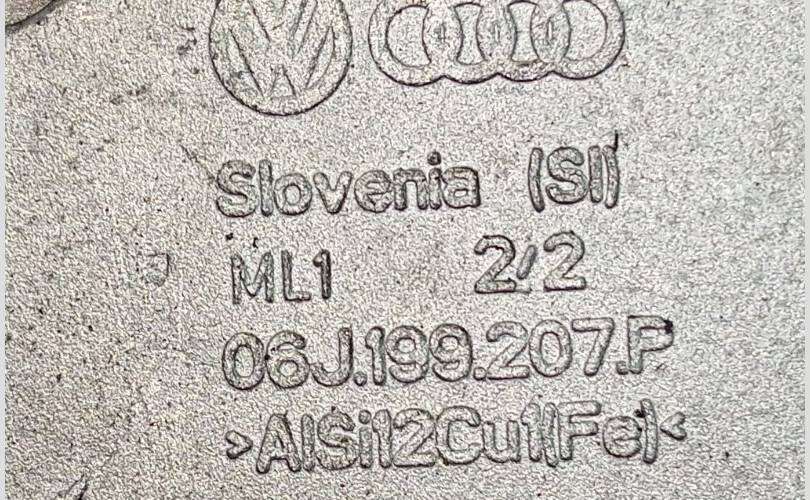 Slovenia (SI)
ML1 2/2
06J.199.207.P
>AlSi12Cu1(Fe)<